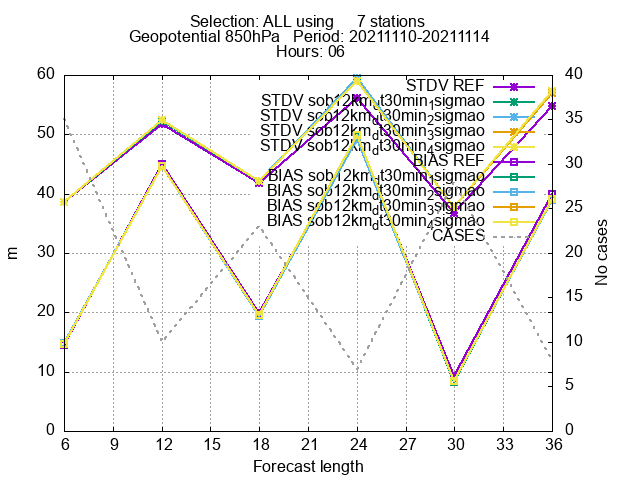 Selection: ALL using 7 stations
Geopotential 850hPa Period: 20211110-20211114
Hours: 06
STDV REF
STDV sob12km_dt30min_1sigmao
STDV sob12km_dt30min_2sigmao
STDV sob12km_dt30min_3sigmao
STDV sob12km_dt30min_4sigmao
BIAS REF
BIAS sob12km_dt30min_1sigmao
BIAS sob12km_dt30min_2sigmao
BIAS sob12km_dt30min_3sigmao
BIAS sob12km_dt30min_4sigmao
CASES
60
50
40
30
20
10
0
m
40
35
30
25
20
15
10
5
0
No cases
6 9 12 15 18 21 24 27 30 33 36
Forecast length